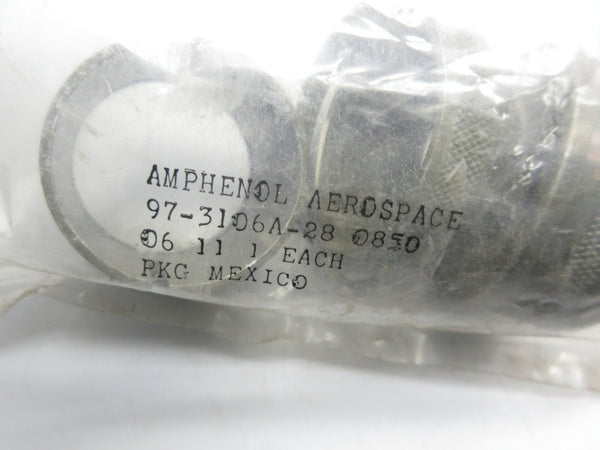 AMPHENOL AEROSPACE
97-3106A-28 0850
06 11 1 EACH
PKG MEXICO